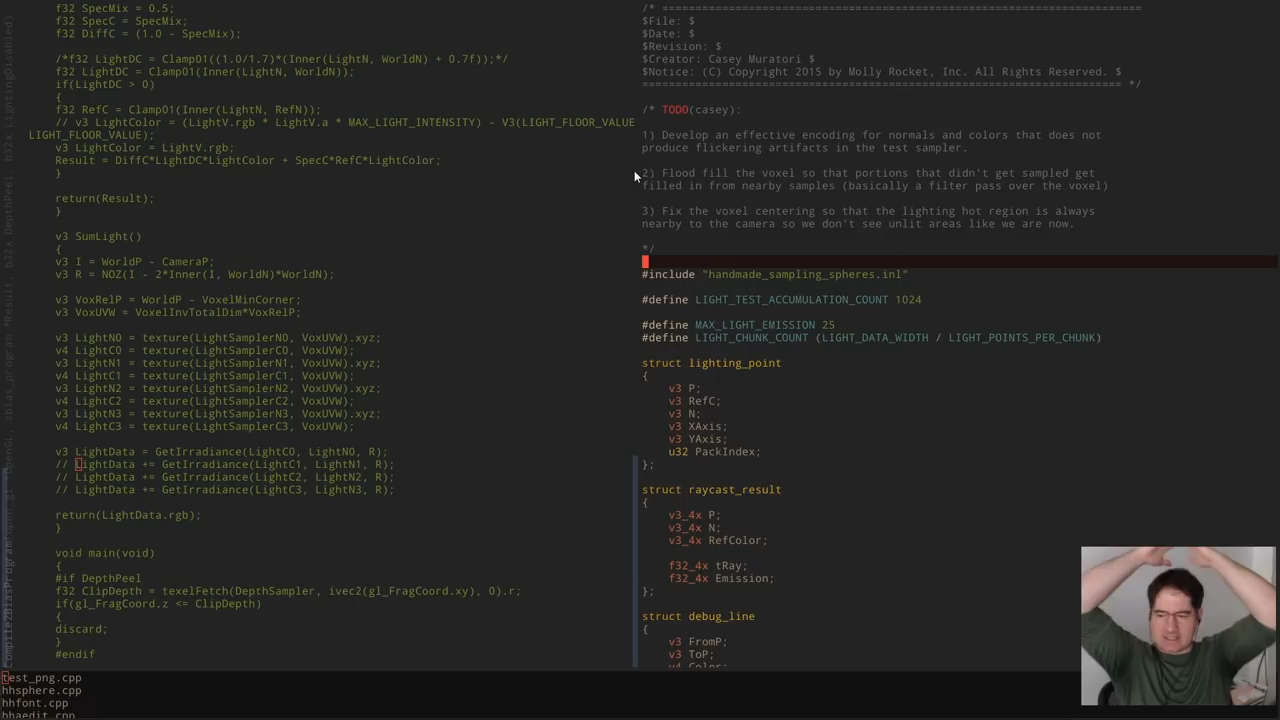 f32 SpecMix = 0.5;
f32 SpecC = SpecMix;
f32 DiffC = (1.0 - SpecMix);
/*f32 LightDC = Clamp01((1.0/1.7)*(Inner(LightN, WorldN) + 0.7f));*/
f32 LightDC = Clamp01(Inner(LightN, WorldN));
if(LightDC > 0)
{
f32 RefC = Clamp01(Inner(LightN, RefN));
// v3 LightColor = (LightV.rgb * LightV.a * MAX_LIGHT_INTENSITY) - V3(LIGHT_FLOOR_VALUE
LIGHT_FLOOR_VALUE);
v3 LightColor = LightV.rgb;
Result = DiffC*LightDC*LightColor + SpecC*RefC*LightColor;
}
return(Result);
}
v3 SumLight()
{
v3 I = WorldP - CameraP;
v3 R = NOZ(I - 2*Inner(I, WorldN)*WorldN);
v3 VoxRelP = WorldP - VoxelMinCorner;
v3 VoxUVW = VoxelInvTotalDim*VoxRelP;
v3 LightN0 = texture(LightSamplerN0, VoxUVW).xyz;
v4 LightC0 = texture(LightSamplerC0, VoxUVW);
v3 LightN1 = texture(LightSamplerN1, VoxUVW).xyz;
v4 LightC1 = texture(LightSamplerC1, VoxUVW);
v3 LightN2 = texture(LightSamplerN2, VoxUVW).xyz;
v4 LightC2 = texture(LightSamplerC2, VoxUVW);
v3 LightN3 = texture(LightSamplerN3, VoxUVW).xyz;
v4 LightC3 = texture(LightSamplerC3, VoxUVW);
v3 LightData = GetIrradiance(LightC0, LightN0, R);
// LightData += GetIrradiance(LightC1, LightN1, R);
// LightData += GetIrradiance(LightC2, LightN2, R);
// LightData += GetIrradiance(LightC3, LightN3, R);
return(LightData.rgb);
}
void main(void)
{
#if DepthPeel
f32 ClipDepth = texelFetch(DepthSampler, ivec2(gl_FragCoord.xy), 0).r;
if(gl_FragCoord.z <= ClipDepth)
{
discard;
}
#endif
/* ========================================================================
$File: $
$Date: $
$Revision: $
$Creator: Casey Muratori $
$Notice: (C) Copyright 2015 by Molly Rocket, Inc. All Rights Reserved. $
======================================================================== */
/* TODO(casey):
1) Develop an effective encoding for normals and colors that does not
produce flickering artifacts in the test sampler.
2) Flood fill the voxel so that portions that didn't get sampled get
filled in from nearby samples (basically a filter pass over the voxel)
3) Fix the voxel centering so that the lighting hot region is always
nearby to the camera so we don't see unlit areas like we are now.
*/
#include "handmade_sampling_spheres.inl"
#define LIGHT_TEST_ACCUMULATION_COUNT 1024
#define MAX_LIGHT_EMISSION 25
#define LIGHT_CHUNK_COUNT (LIGHT_DATA_WIDTH / LIGHT_POINTS_PER_CHUNK)
struct lighting_point
{
v3 P;
v3 RefC;
v3 N;
v3 XAxis;
v3 YAxis;
u32 PackIndex;
};
struct raycast_result
{
v3_4x P;
v3_4x N;
v3_4x RefColor;
f32_4x tRay;
f32_4x Emission;
};
struct debug_line
{
v3 FromP;
v3 ToP;
v4 Color;
test_png.cpp
hhsphere.cpp
hhfont.cpp
hhaedit.cpp